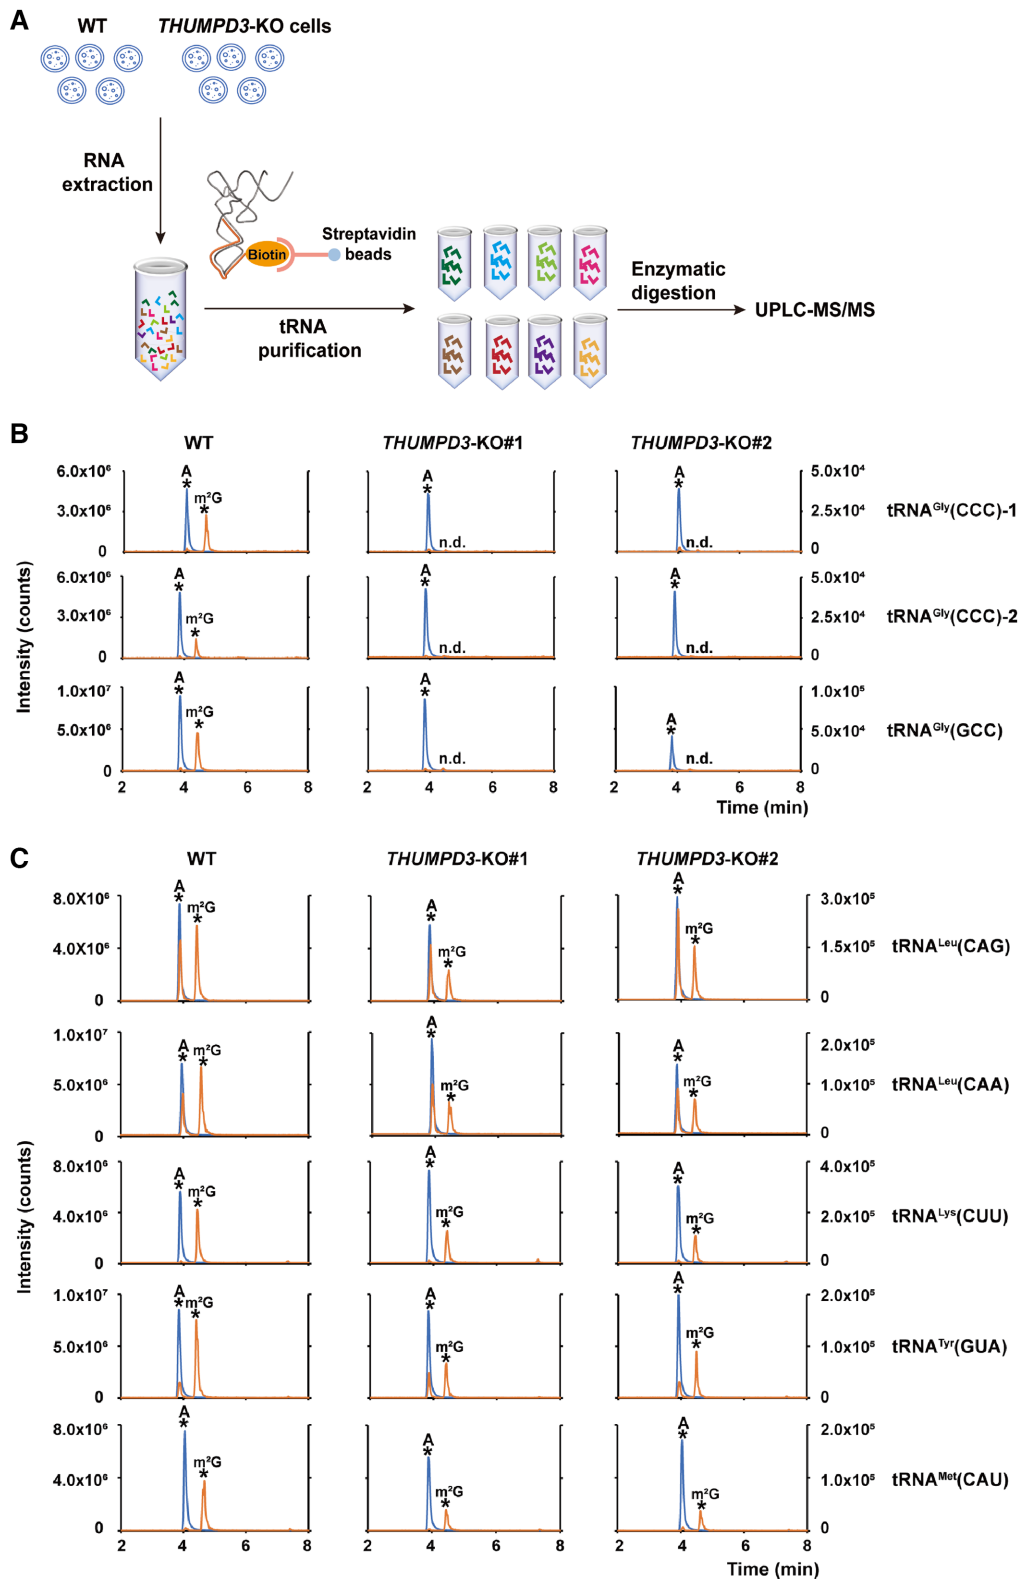 A
WT THUMPD3-KO cells
RNA
extraction
Biotin
Streptavidin
beads
tRNA
purification
Enzymatic
digestion
UPLC-MS/MS
B
WT THUMPD3-KO#1 THUMPD3-KO#2
Intensity (counts)
6.0x10⁶ 3.0x10⁶ 0 A * m²G * A * n.d. A * n.d. 5.0x10⁴ 2.5x10⁴ 0 tRNAᴳˡʸ(CCC)-1
6.0x10⁶ 3.0x10⁶ 0 A * m²G * A * n.d. A * n.d. 5.0x10⁴ 2.5x10⁴ 0 tRNAᴳˡʸ(CCC)-2
1.0x10⁷ 5.0x10⁶ 0 A * m²G * A * n.d. A * n.d. 1.0x10⁵ 5.0x10⁴ 0 tRNAᴳˡʸ(GCC)
2 4 6 8 2 4 6 8 2 4 6 8
Time (min)
C
WT THUMPD3-KO#1 THUMPD3-KO#2
Intensity (counts)
8.0X10⁶ 4.0X10⁶ 0 A * m²G * A * m²G * A * m²G * 3.0x10⁵ 1.5x10⁵ 0 tRNAᴸᵉᵘ(CAG)
1.0x10⁷ 5.0x10⁶ 0 A * m²G * A * m²G * A * m²G * 2.0x10⁵ 1.0x10⁵ 0 tRNAᴸᵉᵘ(CAA)
8.0x10⁶ 4.0x10⁶ 0 A * m²G * A * m²G * A * m²G * 4.0x10⁵ 2.0x10⁵ 0 tRNAᴸʸˢ(CUU)
1.0x10⁷ 5.0x10⁶ 0 A * m²G * A * m²G * A * m²G * 2.0x10⁵ 1.0x10⁵ 0 tRNAᵀʸʳ(GUA)
8.0x10⁶ 4.0x10⁶ 0 A * m²G * A * m²G * A * m²G * 2.0x10⁵ 1.0x10⁵ 0 tRNAᴹᵉᵗ(CAU)
2 4 6 8 2 4 6 8 2 4 6 8
Time (min)